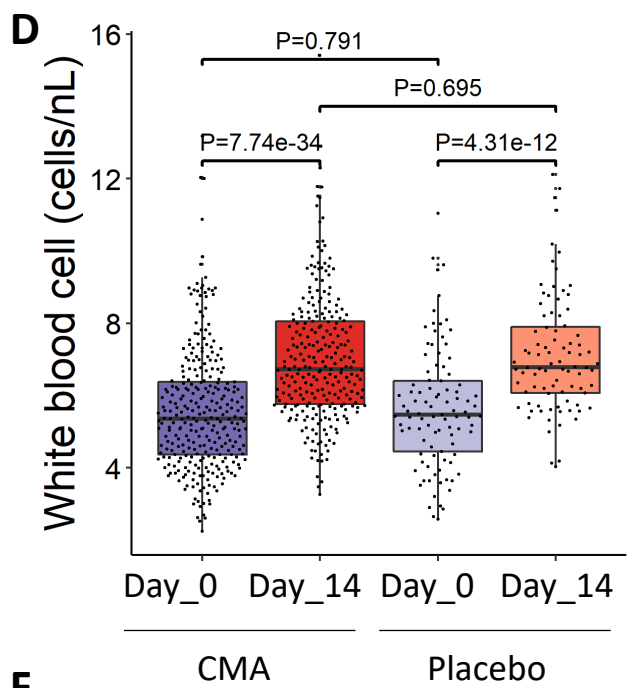 D
White blood cell (cells/nL)
16
12
8
4
P=0.791
P=0.695
P=7.74e-34
P=4.31e-12
Day_0 Day_14 Day_0 Day_14
CMA Placebo